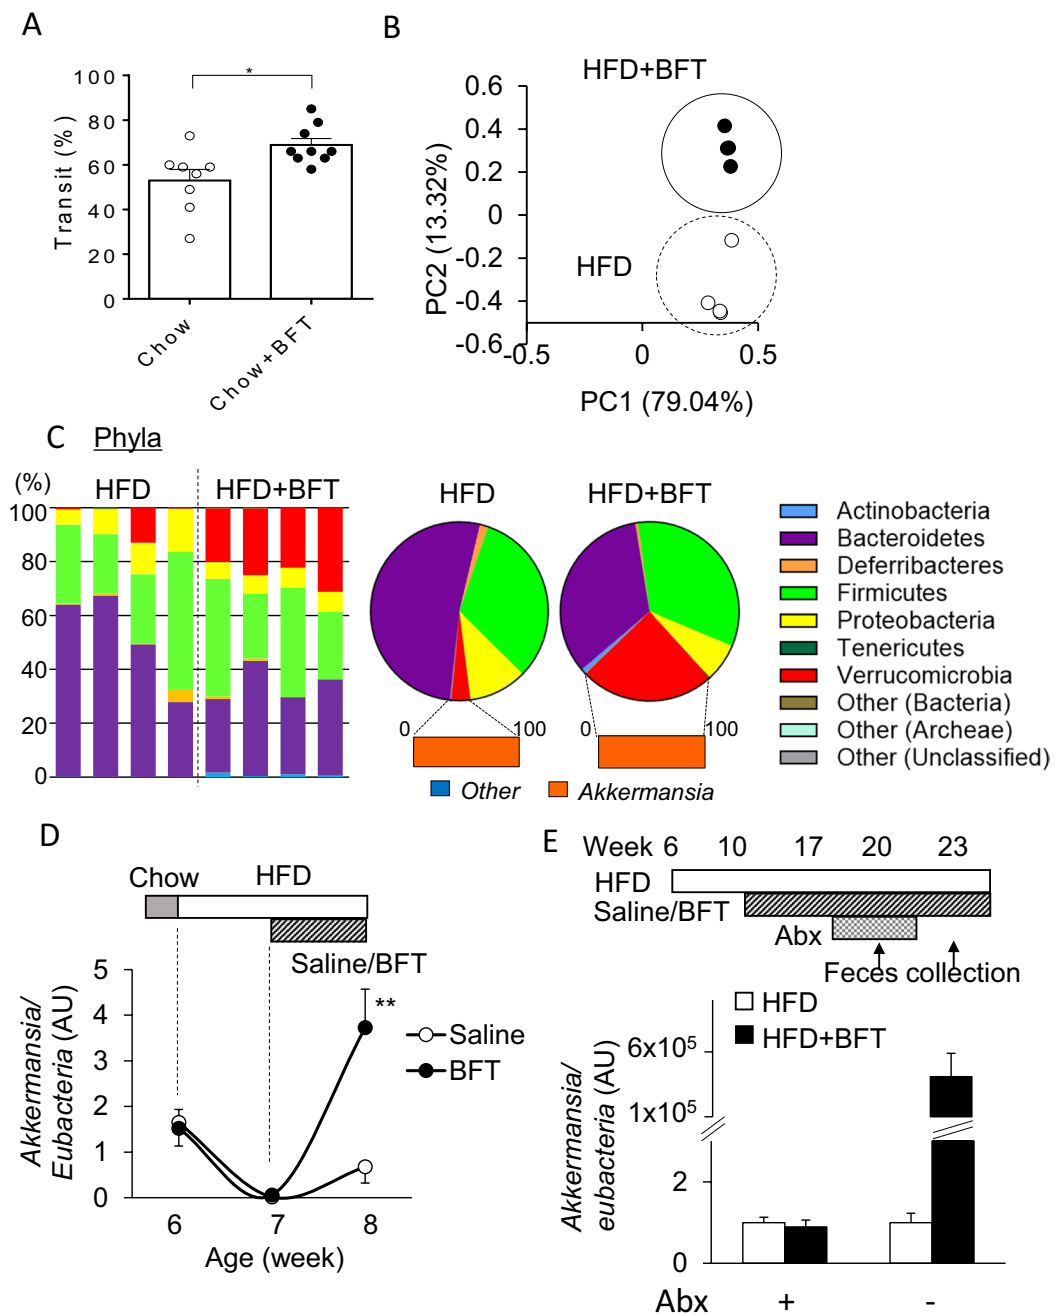 A
Transit (%)
100
80
60
40
20
0
*
Chow
Chow+BFT
B
HFD+BFT
HFD
PC2 (13.32%)
0.6
0.4
0.2
0
-0.2
-0.4
-0.6
-0.5
0
0.5
PC1 (79.04%)
C
Phyla
(%)
HFD
HFD+BFT
100
80
60
40
20
0
HFD
HFD+BFT
0
100
0
100
Other
Akkermansia
Actinobacteria
Bacteroidetes
Deferribacteres
Firmicutes
Proteobacteria
Tenericutes
Verrucomicrobia
Other (Bacteria)
Other (Archeae)
Other (Unclassified)
D
Chow
HFD
Saline/BFT
Akkermansia/
Eubacteria (AU)
5
4
3
2
1
0
**
Saline
BFT
6
7
8
Age (week)
E
Week 6 10 17 20 23
HFD
Saline/BFT
Abx
Feces collection
HFD
HFD+BFT
Akkermansia/
eubacteria (AU)
6x10⁵
1x10⁵
2
0
Abx + -